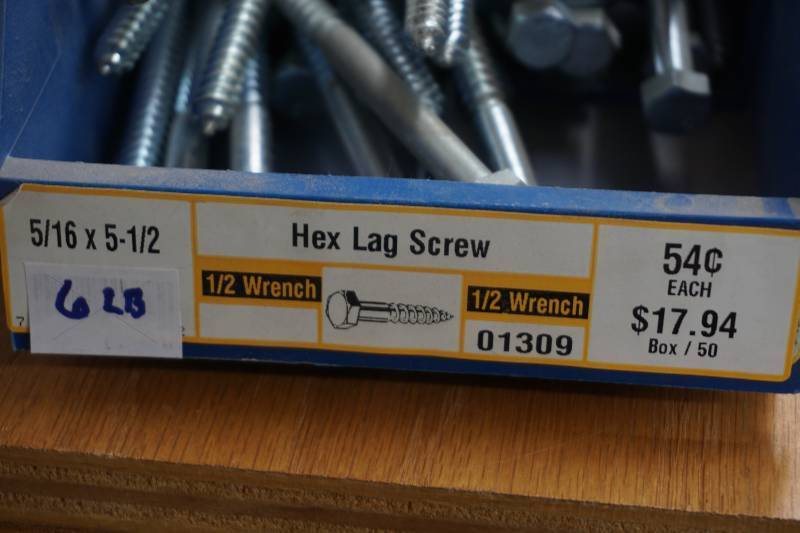 5/16 x 5-1/2
6 LB
7
Hex Lag Screw
1/2 Wrench
1/2 Wrench
01309
54¢
EACH
$17.94
Box / 50